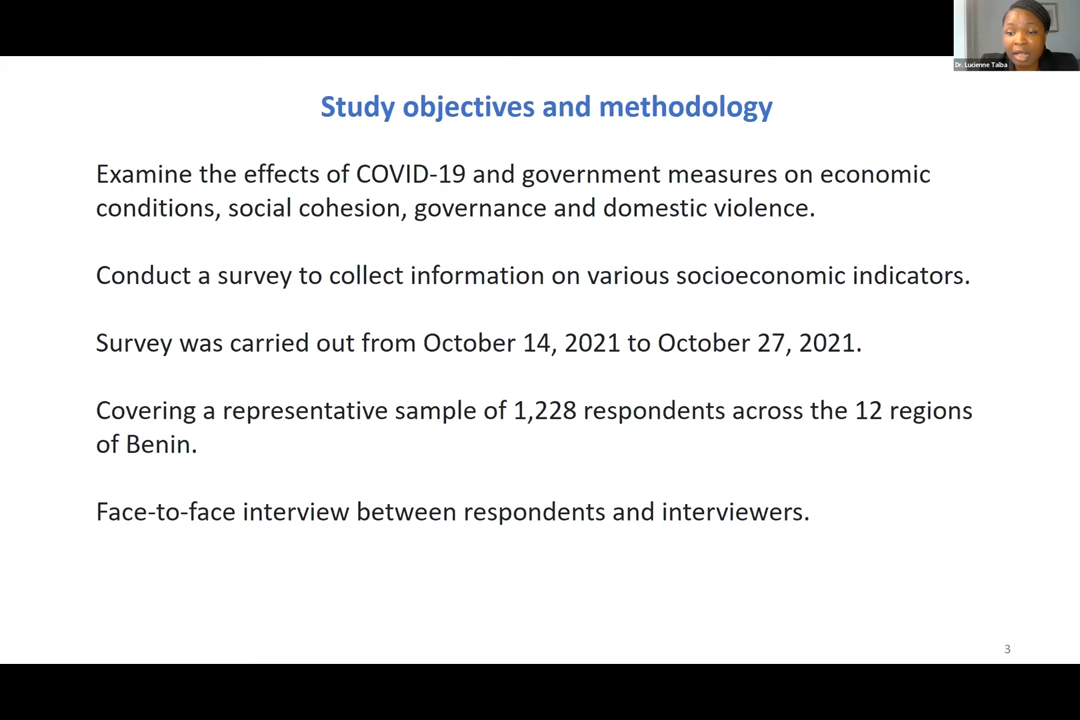 Dr. Lucienne Talba
Study objectives and methodology
Examine the effects of COVID-19 and government measures on economic
conditions, social cohesion, governance and domestic violence.
Conduct a survey to collect information on various socioeconomic indicators.
Survey was carried out from October 14, 2021 to October 27, 2021.
Covering a representative sample of 1,228 respondents across the 12 regions
of Benin.
Face-to-face interview between respondents and interviewers.
3